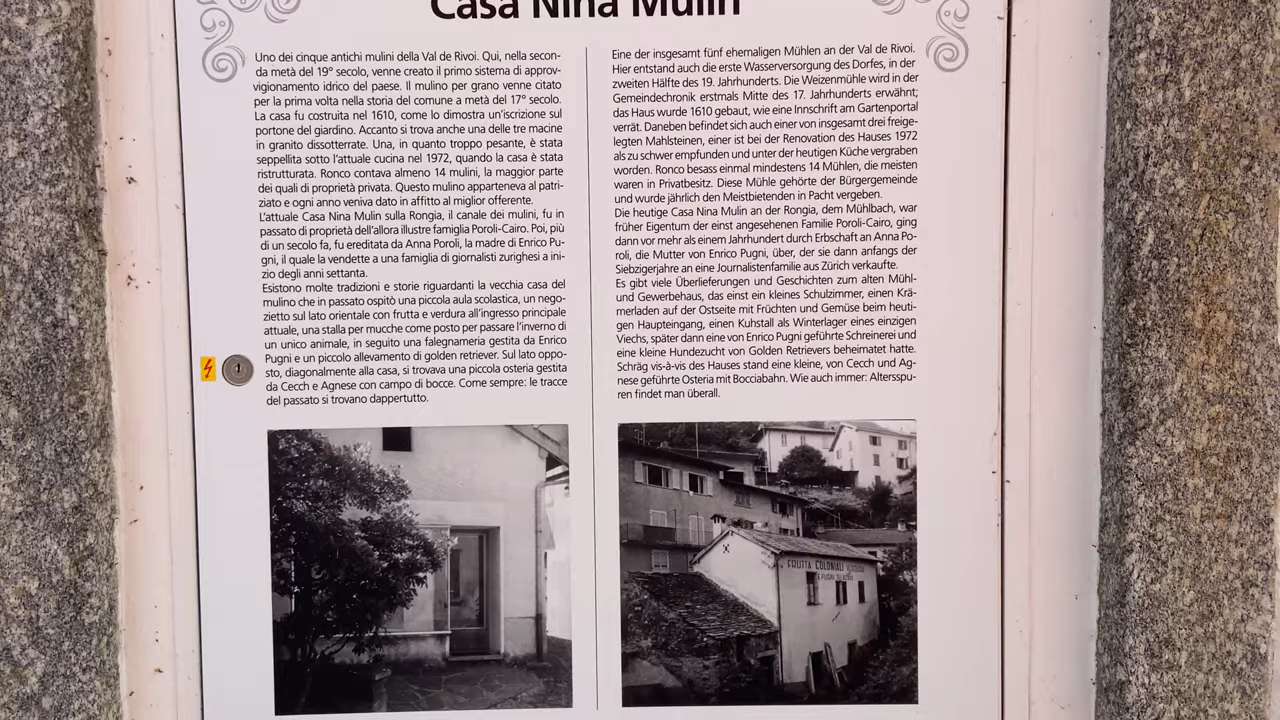 Casa Nina Mulin
Uno dei cinque antichi mulini della Val de Rivoi. Qui, nella secon-
da metà del 19° secolo, venne creato il primo sistema di approv-
vigionamento idrico del paese. Il mulino per grano venne citato
per la prima volta nella storia del comune a metà del 17° secolo.
La casa fu costruita nel 1610, come lo dimostra un'iscrizione sul
portone del giardino. Accanto si trova anche una delle tre macine
in granito dissotterrate. Una, in quanto troppo pesante, è stata
seppellita sotto l'attuale cucina nel 1972, quando la casa è stata
ristrutturata. Ronco contava almeno 14 mulini, la maggior parte
dei quali di proprietà privata. Questo mulino apparteneva al patri-
ziato e ogni anno veniva dato in affitto al miglior offerente.
L'attuale Casa Nina Mulin sulla Rongia, il canale dei mulini, fu in
passato di proprietà dell'allora illustre famiglia Poroli-Cairo. Poi, più
di un secolo fa, fu ereditata da Anna Poroli, la madre di Enrico Pu-
gni, il quale la vendette a una famiglia di giornalisti zurighesi a ini-
zio degli anni settanta.
Esistono molte tradizioni e storie riguardanti la vecchia casa del
mulino che in passato ospitò una piccola aula scolastica, un nego-
zietto sul lato orientale con frutta e verdura all'ingresso principale
attuale, una stalla per mucche come posto per passare l'inverno di
un unico animale, in seguito una falegnameria gestita da Enrico
Pugni e un piccolo allevamento di golden retriever. Sul lato oppo-
sto, diagonalmente alla casa, si trovava una piccola osteria gestita
da Cecch e Agnese con campo di bocce. Come sempre: le tracce
del passato si trovano dappertutto.
Eine der insgesamt fünf ehemaligen Mühlen an der Val de Rivoi.
Hier entstand auch die erste Wasserversorgung des Dorfes, in der
zweiten Hälfte des 19. Jahrhunderts. Die Weizenmühle wird in der
Gemeindechronik erstmals Mitte des 17. Jahrhunderts erwähnt;
das Haus wurde 1610 gebaut, wie eine Innschrift am Gartenportal
verrät. Daneben befindet sich auch einer von insgesamt drei freige-
legten Mahlsteinen, einer ist bei der Renovation des Hauses 1972
als zu schwer empfunden und unter der heutigen Küche vergraben
worden. Ronco besass einmal mindestens 14 Mühlen, die meisten
waren in Privatbesitz. Diese Mühle gehörte der Bürgergemeinde
und wurde jährlich den Meistbietenden in Pacht vergeben.
Die heutige Casa Nina Mulin an der Rongia, dem Mühlbach, war
früher Eigentum der einst angesehenen Familie Poroli-Cairo, ging
dann vor mehr als einem Jahrhundert durch Erbschaft an Anna Po-
roli, die Mutter von Enrico Pugni, über, der sie dann anfangs der
Siebzigerjahre an eine Journalistenfamilie aus Zürich verkaufte.
Es gibt viele Überlieferungen und Geschichten zum alten Mühl-
und Gewerbehaus, das einst ein kleines Schulzimmer, einen Krä-
merladen auf der Ostseite mit Früchten und Gemüse beim heuti-
gen Haupteingang, einen Kuhstall als Winterlager eines einzigen
Viechs, später dann eine von Enrico Pugni geführte Schreinerei und
eine kleine Hundezucht von Golden Retrievers beheimatet hatte.
Schräg vis-à-vis des Hauses stand eine kleine, von Cecch und Ag-
nese geführte Osteria mit Bocciabahn. Wie auch immer: Altersspu-
ren findet man überall.
FRUTTA COLONIALI